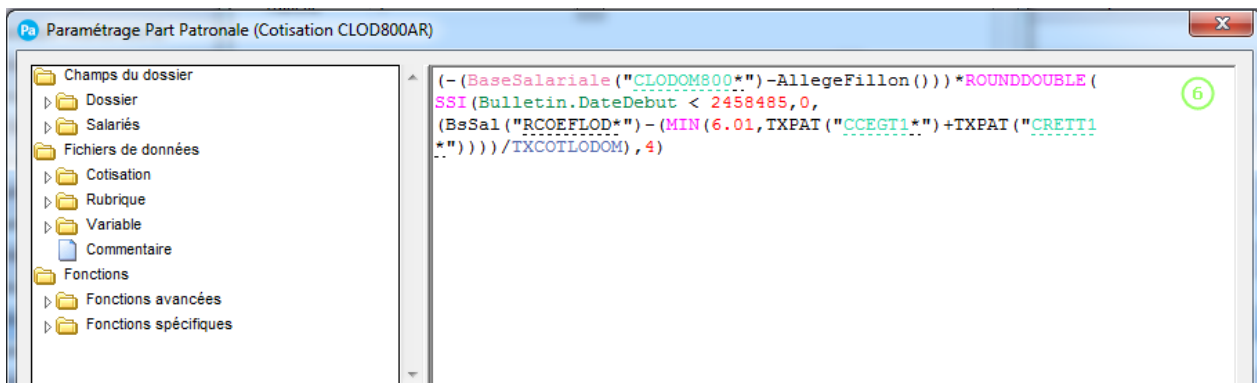 Pa Paramétrage Part Patronale (Cotisation CLOD800AR)
x
Champs du dossier
Dossier
Salariés
Fichiers de données
Cotisation
Rubrique
Variable
Commentaire
Fonctions
Fonctions avancées
Fonctions spécifiques
(-(BaseSalariale("CLODOM800*")-AllegeFillon()))*ROUNDDOUBLE(
SSI(Bulletin.DateDebut < 2458485,0,
(BsSal("RCOEFLOD*")-(MIN(6.01,TXPAT("CCEGT1*")+TXPAT("CRETT1
*"))))/TXCOTLODOM),4)
6